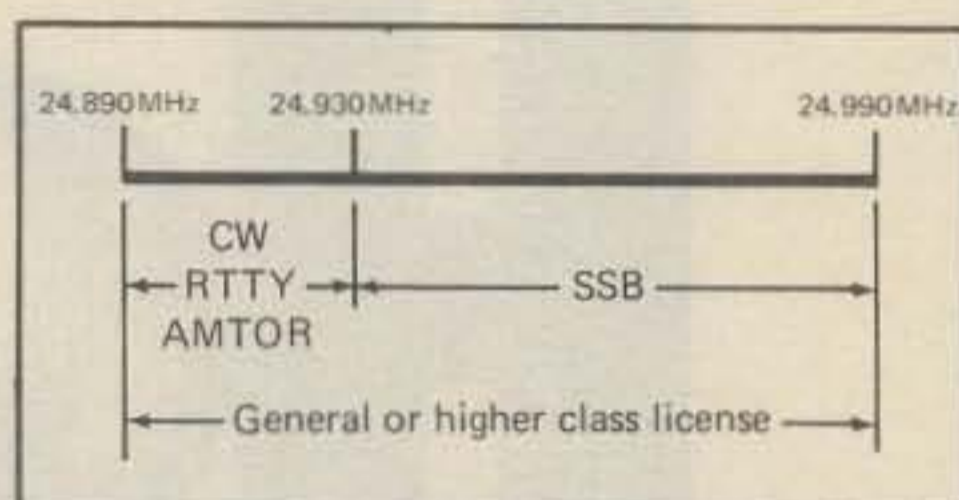 24.890MHz 24.930MHz 24.990MHz
CW
RTTY SSB
AMTOR
General or higher class license